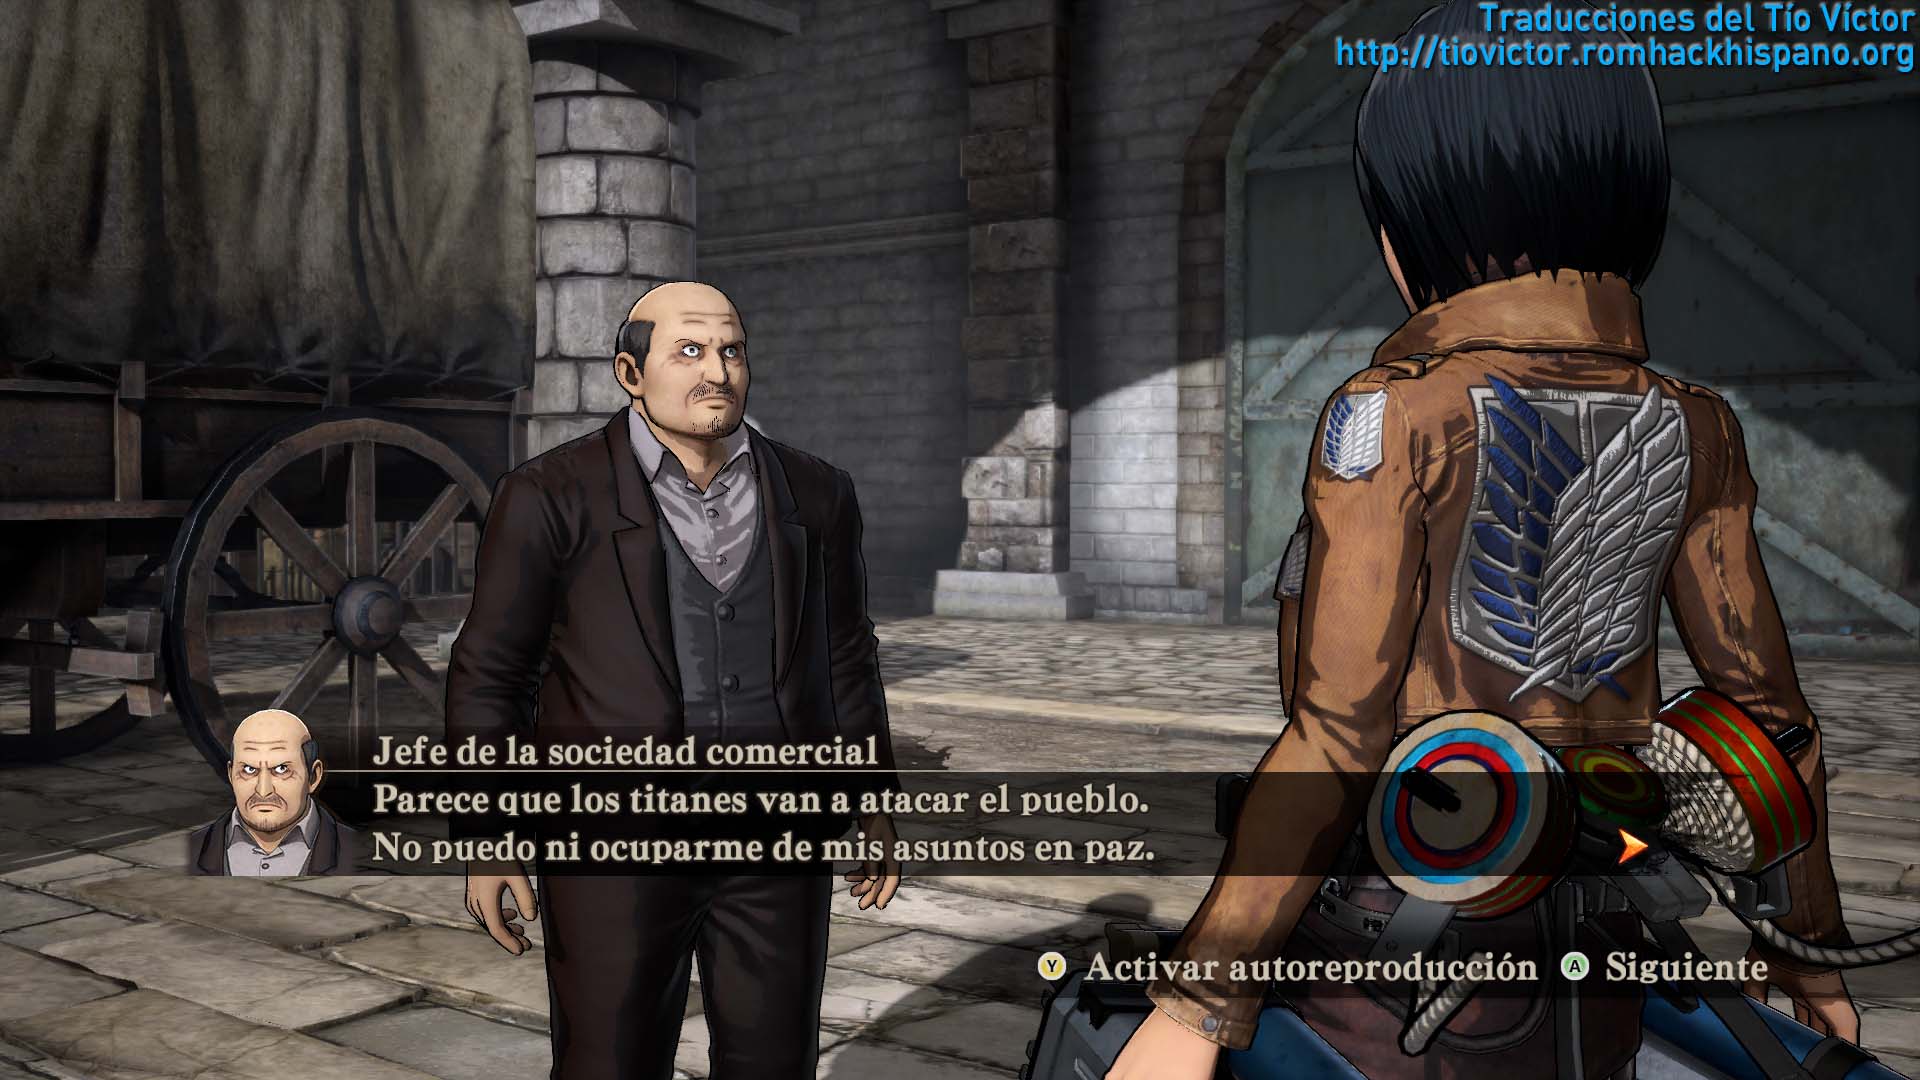 Traducciones del Tío Víctor
http://tiovictor.romhackhispano.org
Jefe de la sociedad comercial
Parece que los titanes van a atacar el pueblo.
No puedo ni ocuparme de mis asuntos en paz.
Y Activar autoreproducción A Siguiente